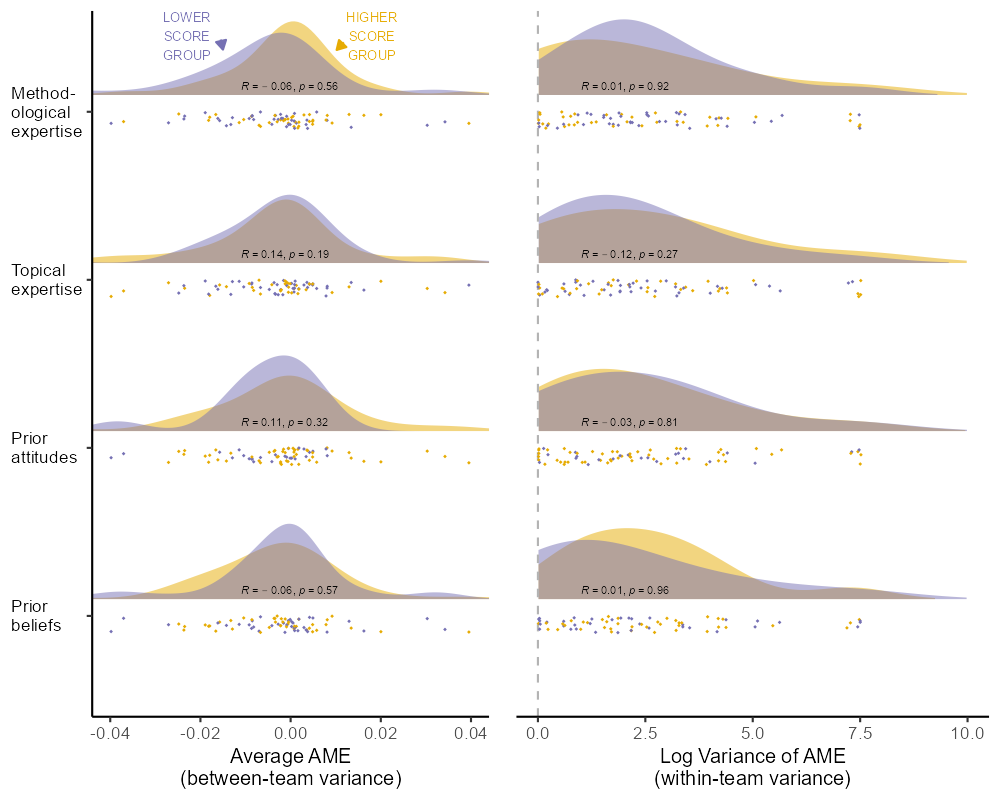 LOWER
SCORE
GROUP
HIGHER
SCORE
GROUP
Method-
ological
expertise
R = − 0.06, p = 0.56
R = 0.01, p = 0.92
Topical
expertise
R = 0.14, p = 0.19
R = − 0.12, p = 0.27
Prior
attitudes
R = 0.11, p = 0.32
R = − 0.03, p = 0.81
Prior
beliefs
R = − 0.06, p = 0.57
R = 0.01, p = 0.96
-0.04 -0.02 0.00 0.02 0.04
Average AME
(between-team variance)
0.0 2.5 5.0 7.5 10.0
Log Variance of AME
(within-team variance)